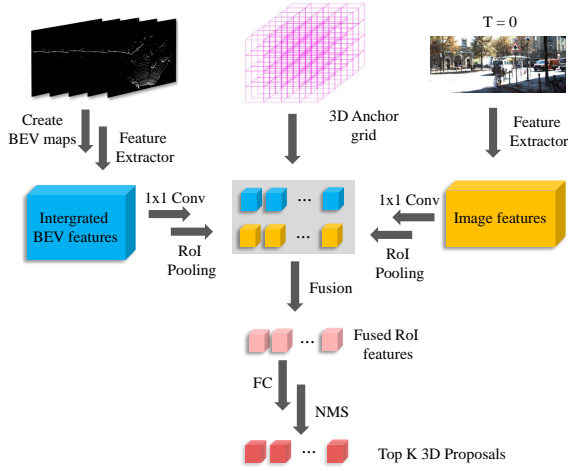 T = 0
Create
BEV maps
Feature
Extractor
3D Anchor
grid
Feature
Extractor
Intergrated
BEV features
1x1 Conv
RoI
Pooling
...
...
1x1 Conv
RoI
Pooling
Image features
Fusion
...
Fused RoI
features
FC
NMS
...
Top K 3D Proposals